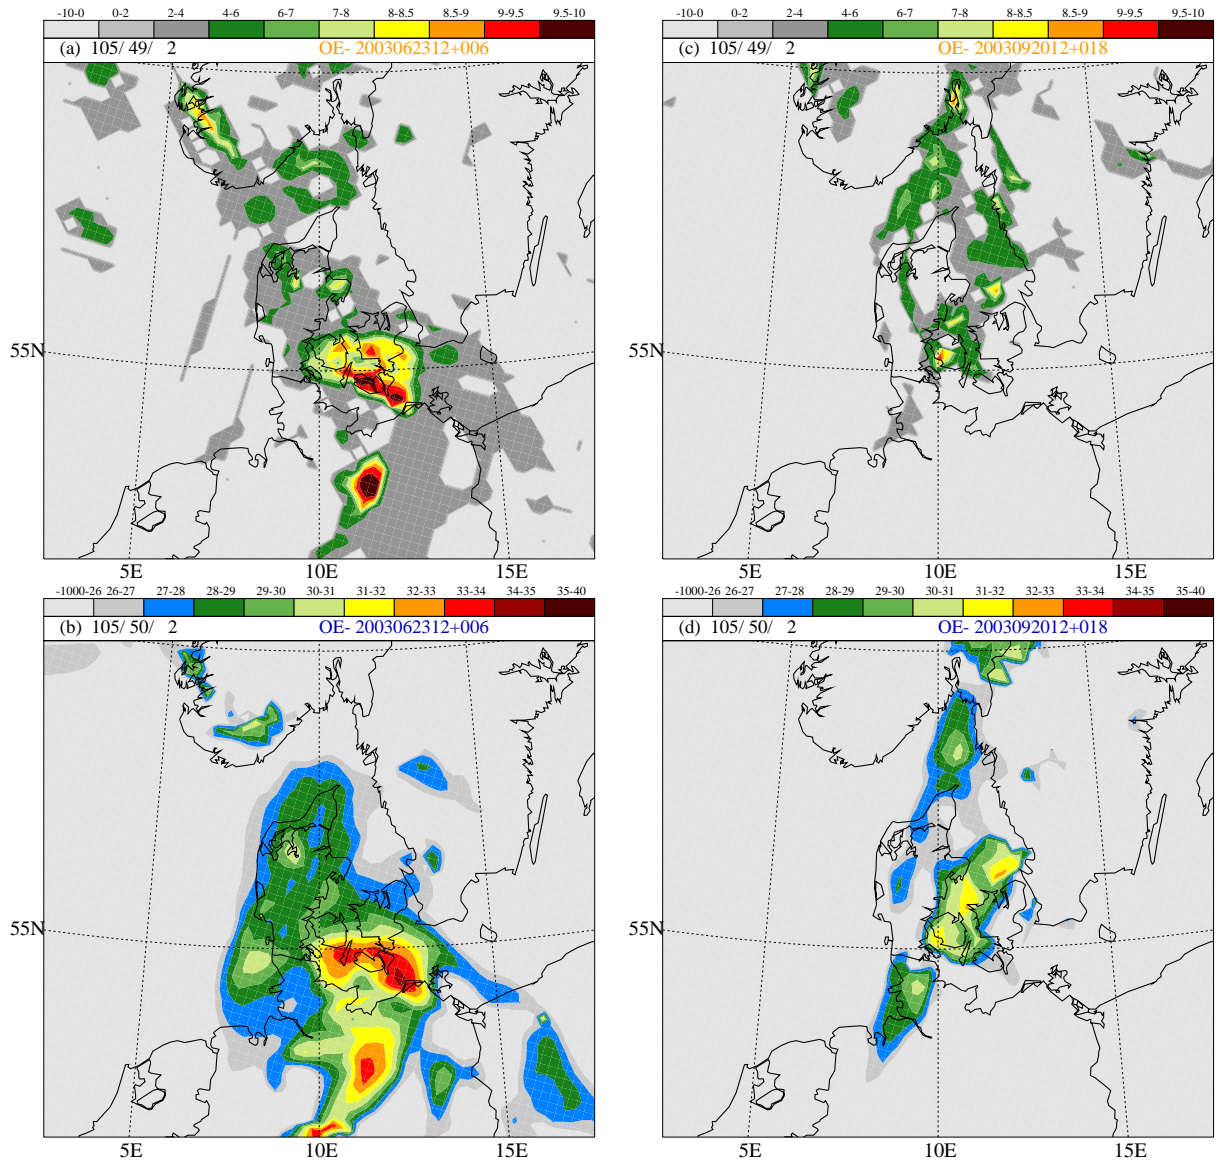 -10-0 0-2 2-4 4-6 6-7 7-8 8-8.5 8.5-9 9-9.5 9.5-10
(a) 105/ 49/ 2 OE- 2003062312+006
55N
5E 10E 15E
-10-0 0-2 2-4 4-6 6-7 7-8 8-8.5 8.5-9 9-9.5 9.5-10
(c) 105/ 49/ 2 OE- 2003092012+018
55N
5E 10E 15E
-1000-26 26-27 27-28 28-29 29-30 30-31 31-32 32-33 33-34 34-35 35-40
(b) 105/ 50/ 2 OE- 2003062312+006
55N
5E 10E 15E
-1000-26 26-27 27-28 28-29 29-30 30-31 31-32 32-33 33-34 34-35 35-40
(d) 105/ 50/ 2 OE- 2003092012+018
55N
5E 10E 15E